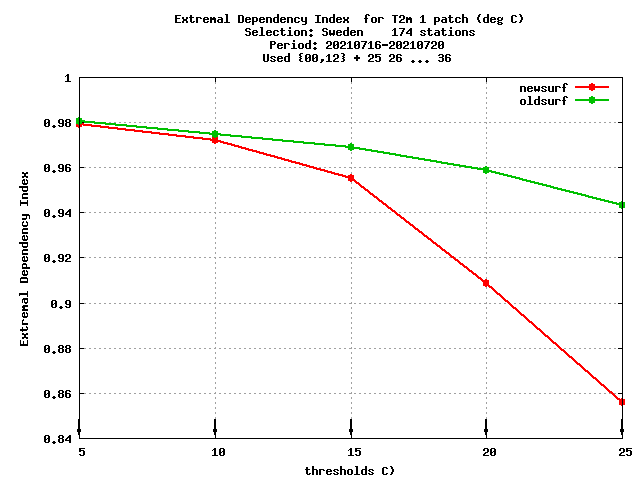 Extremal Dependency Index  for T2m 1 patch (deg C)
Selection: Sweden    174 stations
Period: 20210716-20210720
Used {00,12} + 25 26 ... 36
newsurf
oldsurf
Extremal Dependency Index
1
0.98
0.96
0.94
0.92
0.9
0.88
0.86
0.84
5 10 15 20 25
thresholds C)